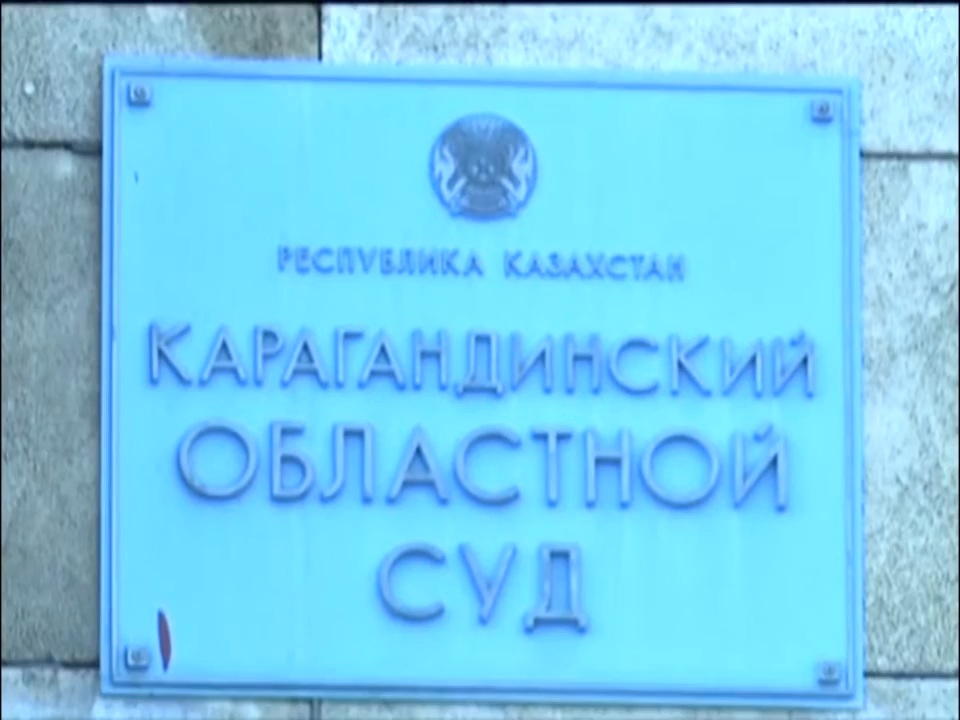 РЕСПУБЛИКА КАЗАХСТАН
КАРАГАНДИНСКИЙ
ОБЛАСТНОЙ
СУД